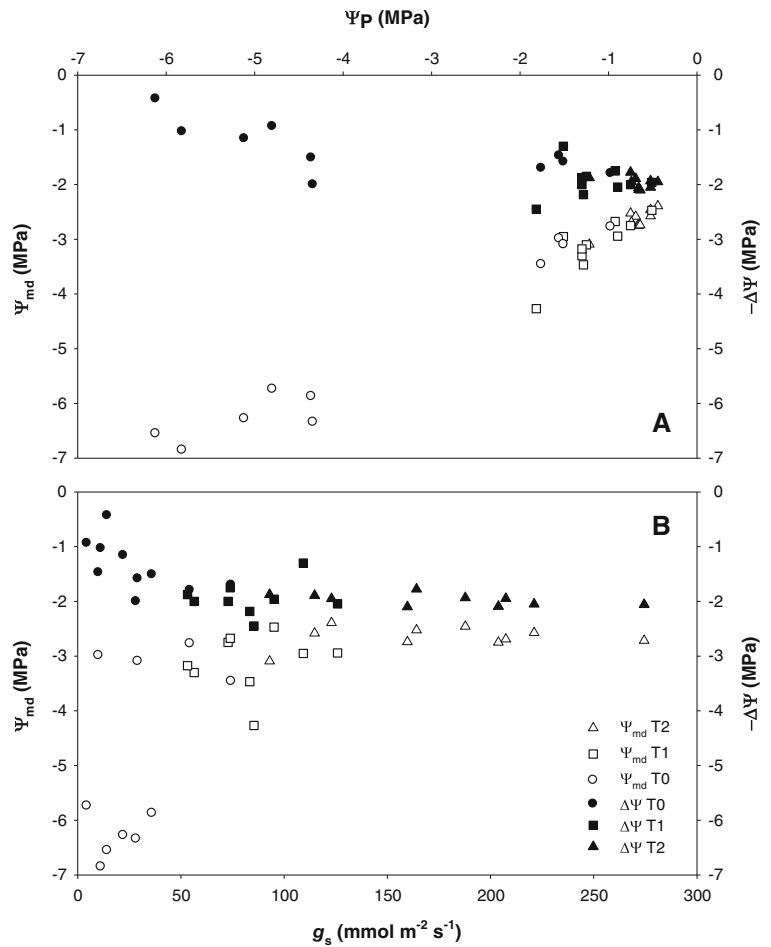 ΨP (MPa)
-7 -6 -5 -4 -3 -2 -1 0
0 0
-1 -1
-2 -2
-3 -3
-4 -4
-5 -5
-6 -6
-7 -7
Ψmd (MPa)
−ΔΨ (MPa)
A
0 0
-1 -1
-2 -2
-3 -3
-4 -4
-5 -5
-6 -6
-7 -7
Ψmd (MPa)
−ΔΨ (MPa)
B
Ψmd T2
Ψmd T1
Ψmd T0
ΔΨ T0
ΔΨ T1
ΔΨ T2
0 50 100 150 200 250 300
gs (mmol m-2 s-1)